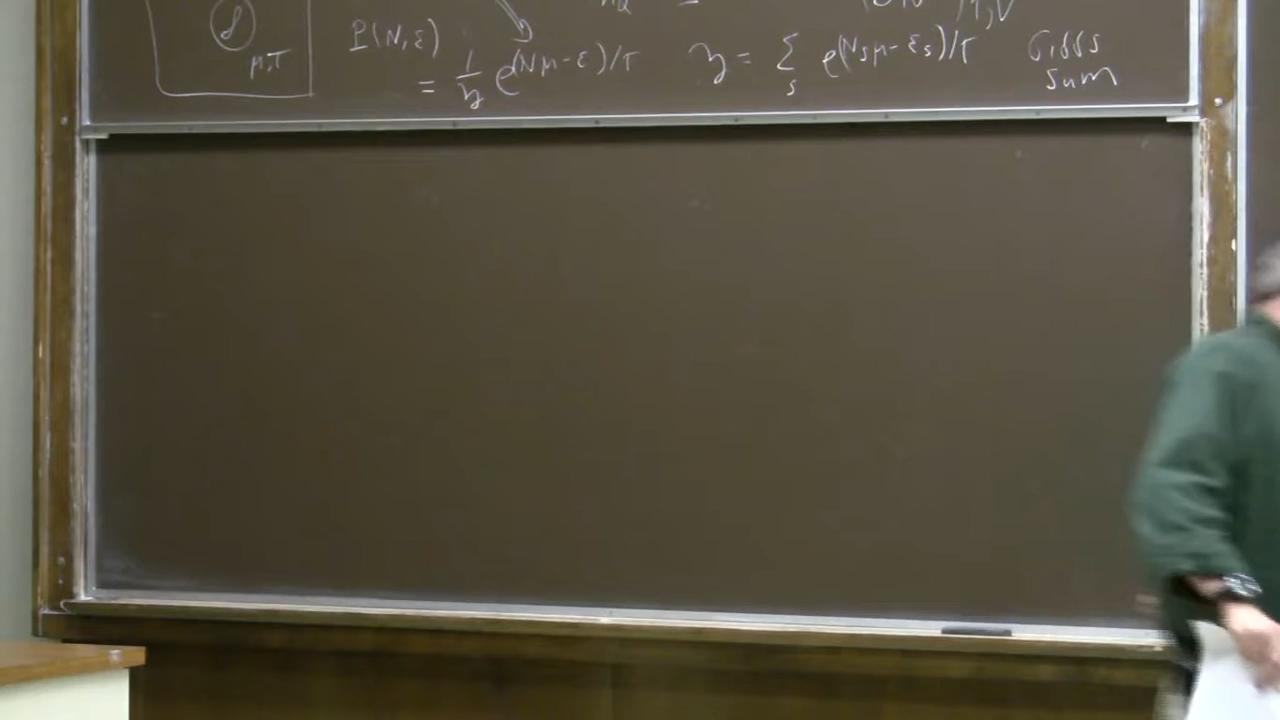 μ,τ
P(N,ε)
= 1/𝔷 e^(Nμ-ε)/τ 𝔷 = Σ_s e^(N_sμ-ε_s)/τ Gibbs
sum